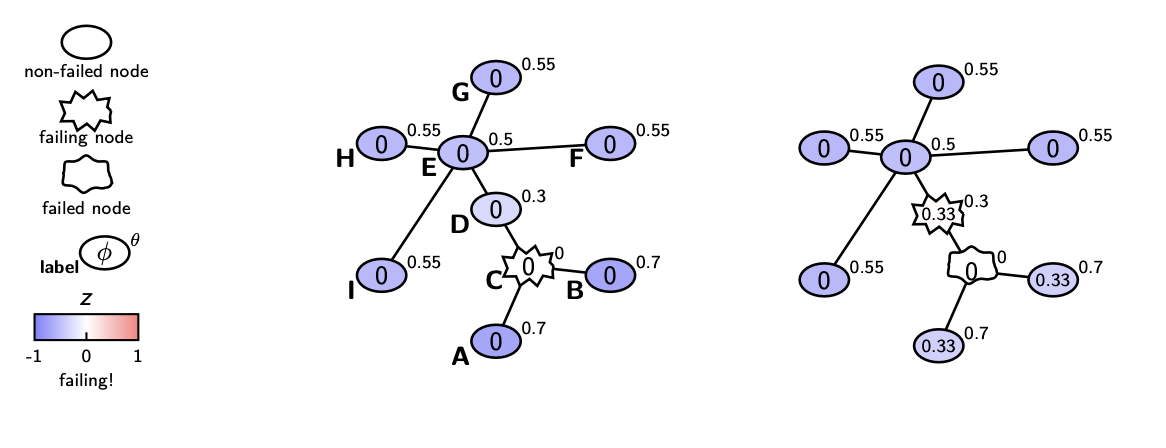 non-failed node
failing node
failed node
label ϕ θ
z
-1 0 1
failing!
G 0 0.55
H 0 0.55
E 0 0.5
F 0 0.55
D 0 0.3
C 0 0
B 0 0.7
I 0 0.55
A 0 0.7
0 0.55
0 0.55
0 0.5
0 0.55
0.33 0.3
0 0
0.33 0.7
0 0.55
0.33 0.7